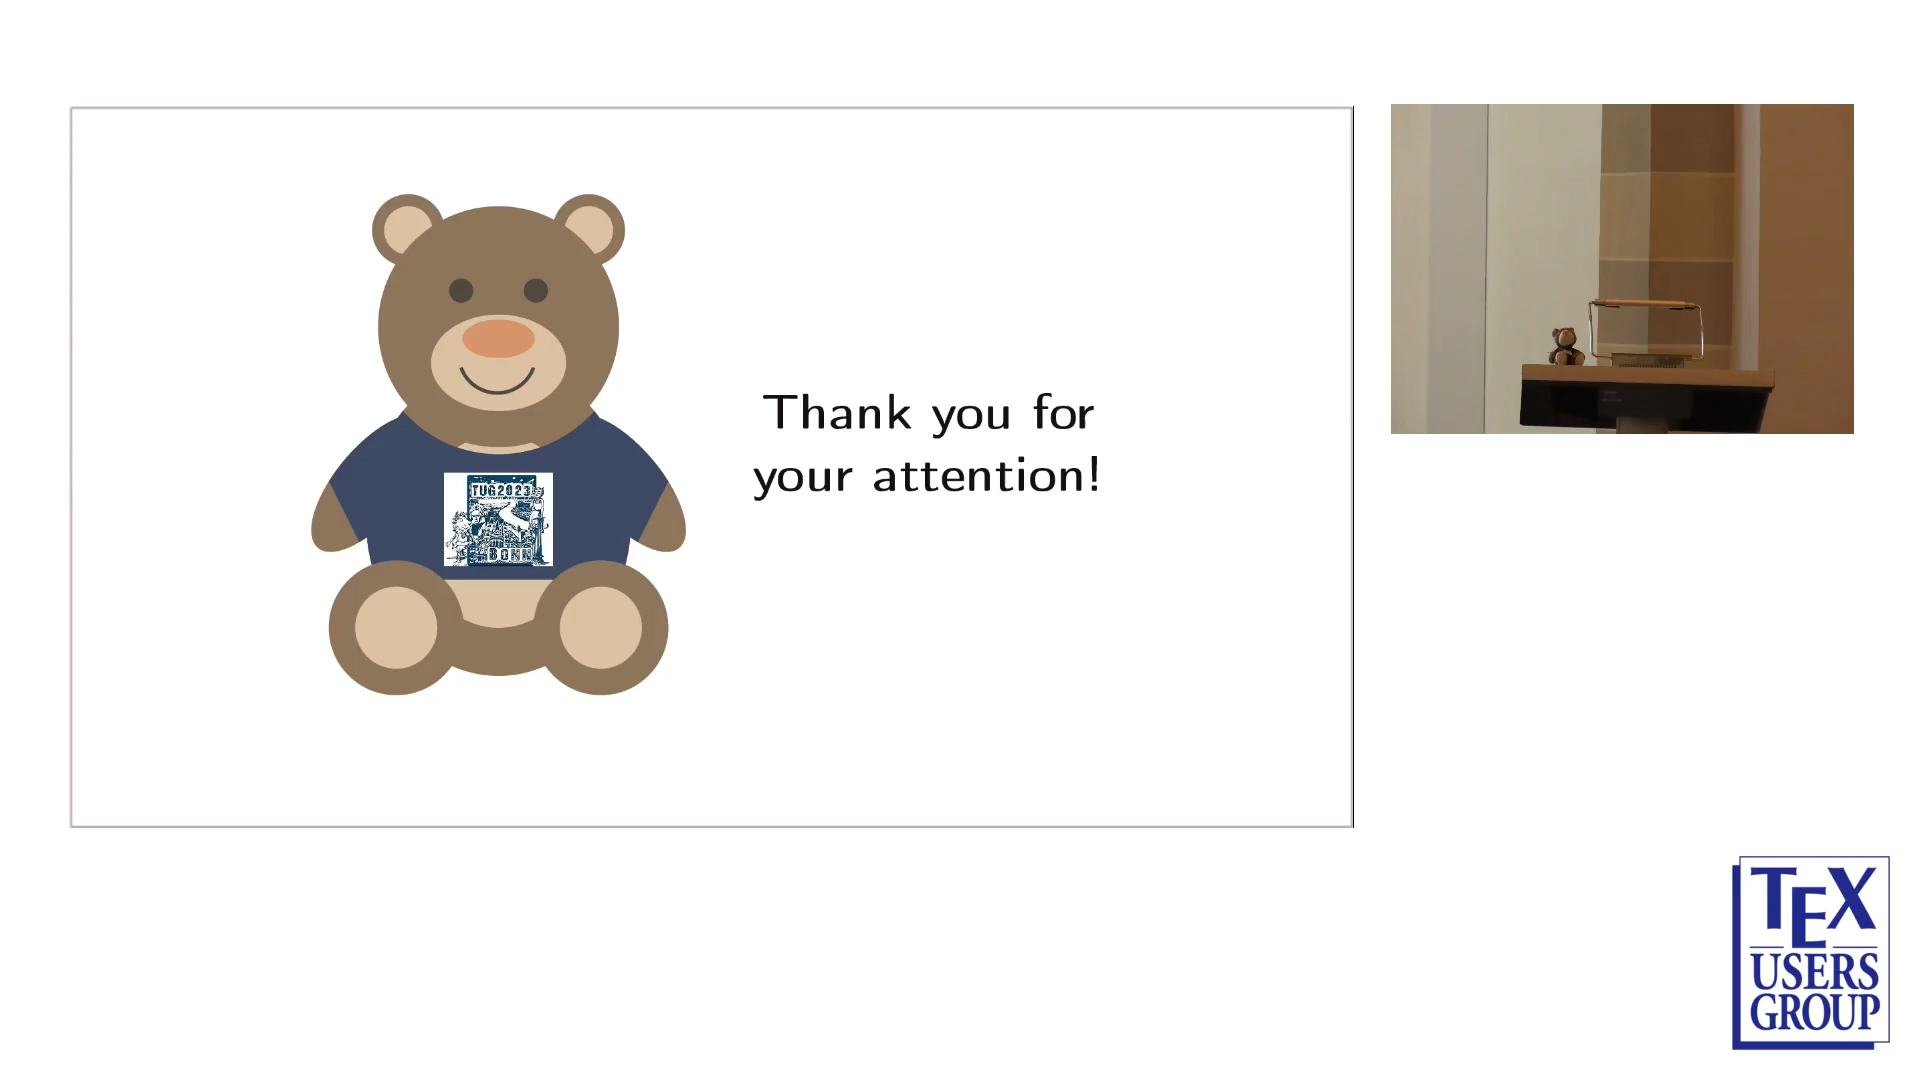 Thank you for
your attention!
TUG2023
BONN
TEX
USERS
GROUP